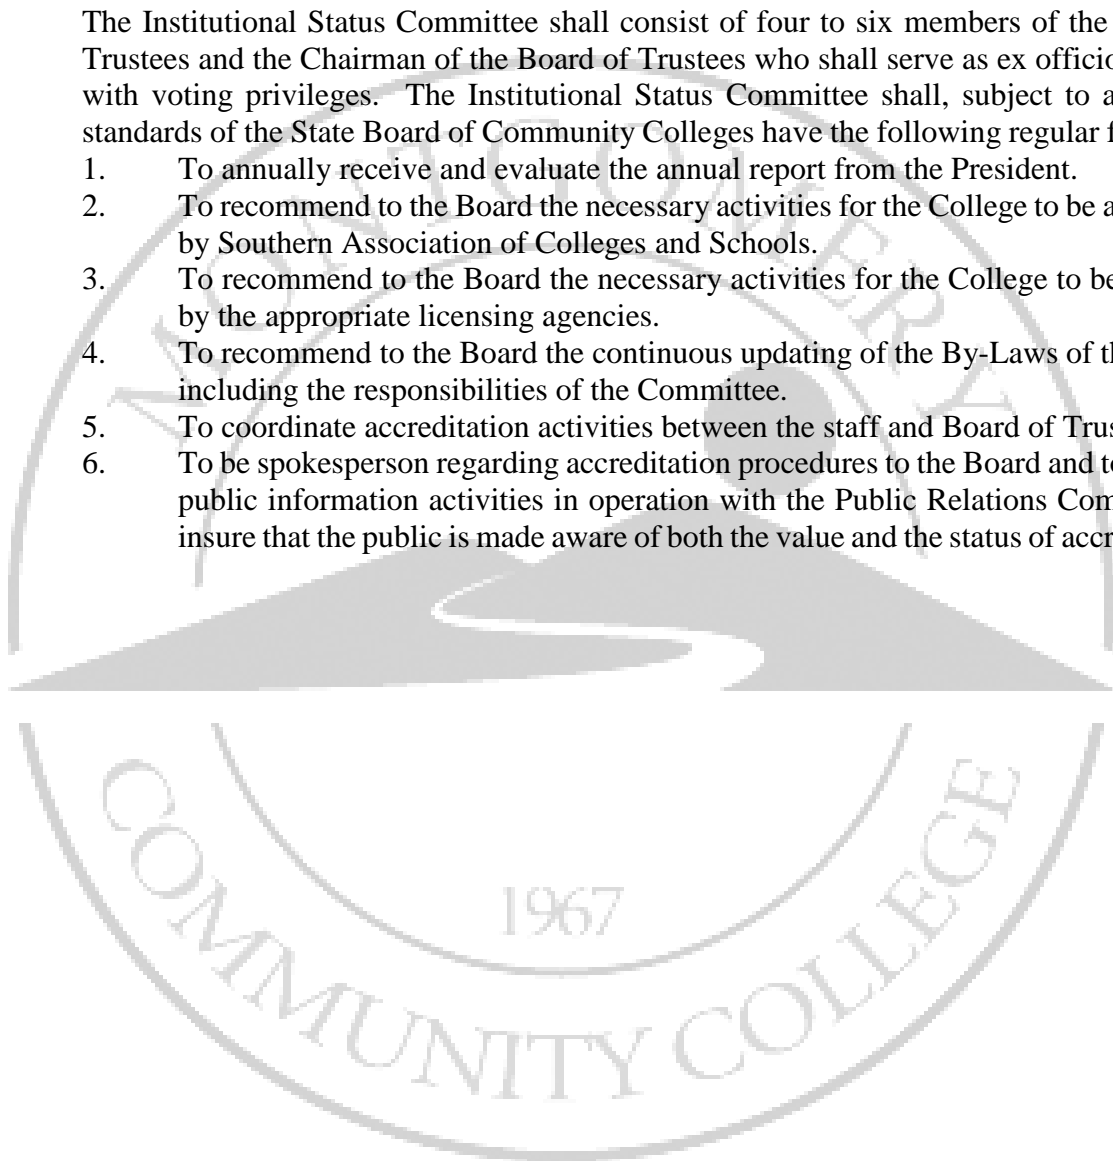 The Institutional Status Committee shall consist of four to six members of the
Trustees and the Chairman of the Board of Trustees who shall serve as ex officio
with voting privileges. The Institutional Status Committee shall, subject to a
standards of the State Board of Community Colleges have the following regular f
1. To annually receive and evaluate the annual report from the President.
2. To recommend to the Board the necessary activities for the College to be a
by Southern Association of Colleges and Schools.
3. To recommend to the Board the necessary activities for the College to be
by the appropriate licensing agencies.
4. To recommend to the Board the continuous updating of the By-Laws of th
including the responsibilities of the Committee.
5. To coordinate accreditation activities between the staff and Board of Trus
6. To be spokesperson regarding accreditation procedures to the Board and to
public information activities in operation with the Public Relations Com
insure that the public is made aware of both the value and the status of accr
MONTGOMERY
1967
COMMUNITY COLLEGE